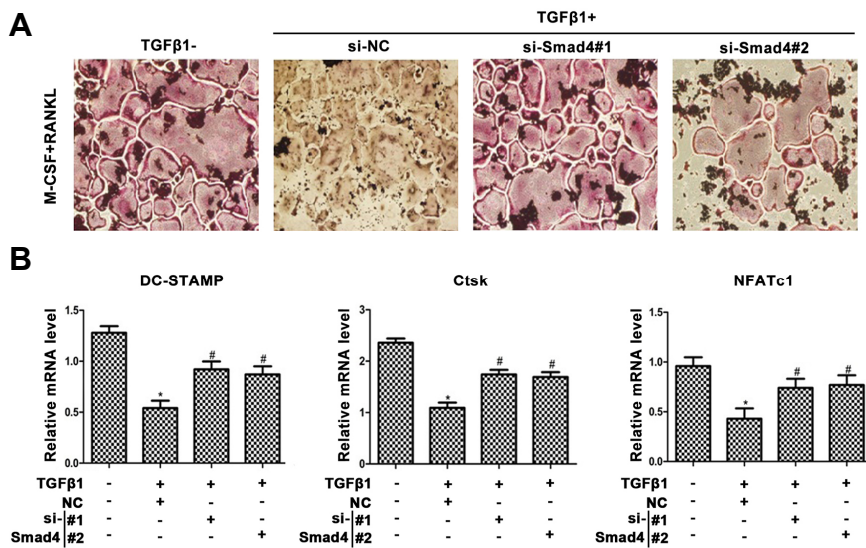 A
TGFβ1+
TGFβ1-
si-NC
si-Smad4#1
si-Smad4#2
M-CSF+RANKL
B
DC-STAMP
Relative mRNA level
1.5
1.0
0.5
0.0
*
#
#
Ctsk
Relative mRNA level
3
2
1
0
*
#
#
NFATc1
Relative mRNA level
1.5
1.0
0.5
0.0
*
#
#
TGFβ1 - + + +
NC - + - -
si- #1 - - + -
Smad4 #2 - - - +
TGFβ1 - + + +
NC - + - -
si- #1 - - + -
Smad4 #2 - - - +
TGFβ1 - + + +
NC - + - -
si- #1 - - + -
Smad4 #2 - - - +